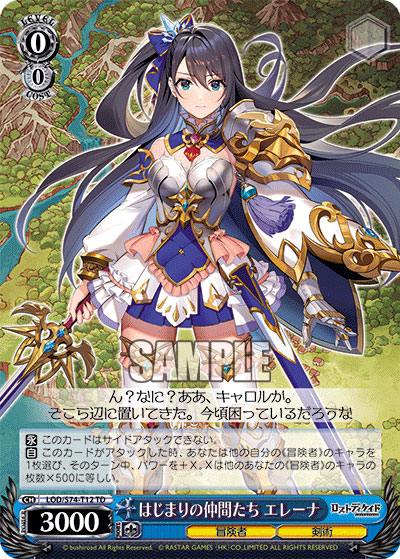 LEVEL
0
0
COST
SAMPLE
ん？なに？ああ、キャロルか。
そこら辺に置いてきた。今頃困っているだろうな
永 このカードはサイドアタックできない。
自 このカードがアタックした時、あなたは他の自分の《冒険者》のキャラを
1枚選び、そのターン中、パワーを＋X。Xは他のあなたの《冒険者》のキャラの
枚数×500に等しい。
CH LOD/S74-T12 TD
POWER
3000
はじまりの仲間たち エレーナ
ロストディケイド
冒険者
剣術
© bushiroad All Rights Reserved. © RASTAR GAMES (HK) CO.,LIMITED ALL RIGHTS RESERVED.